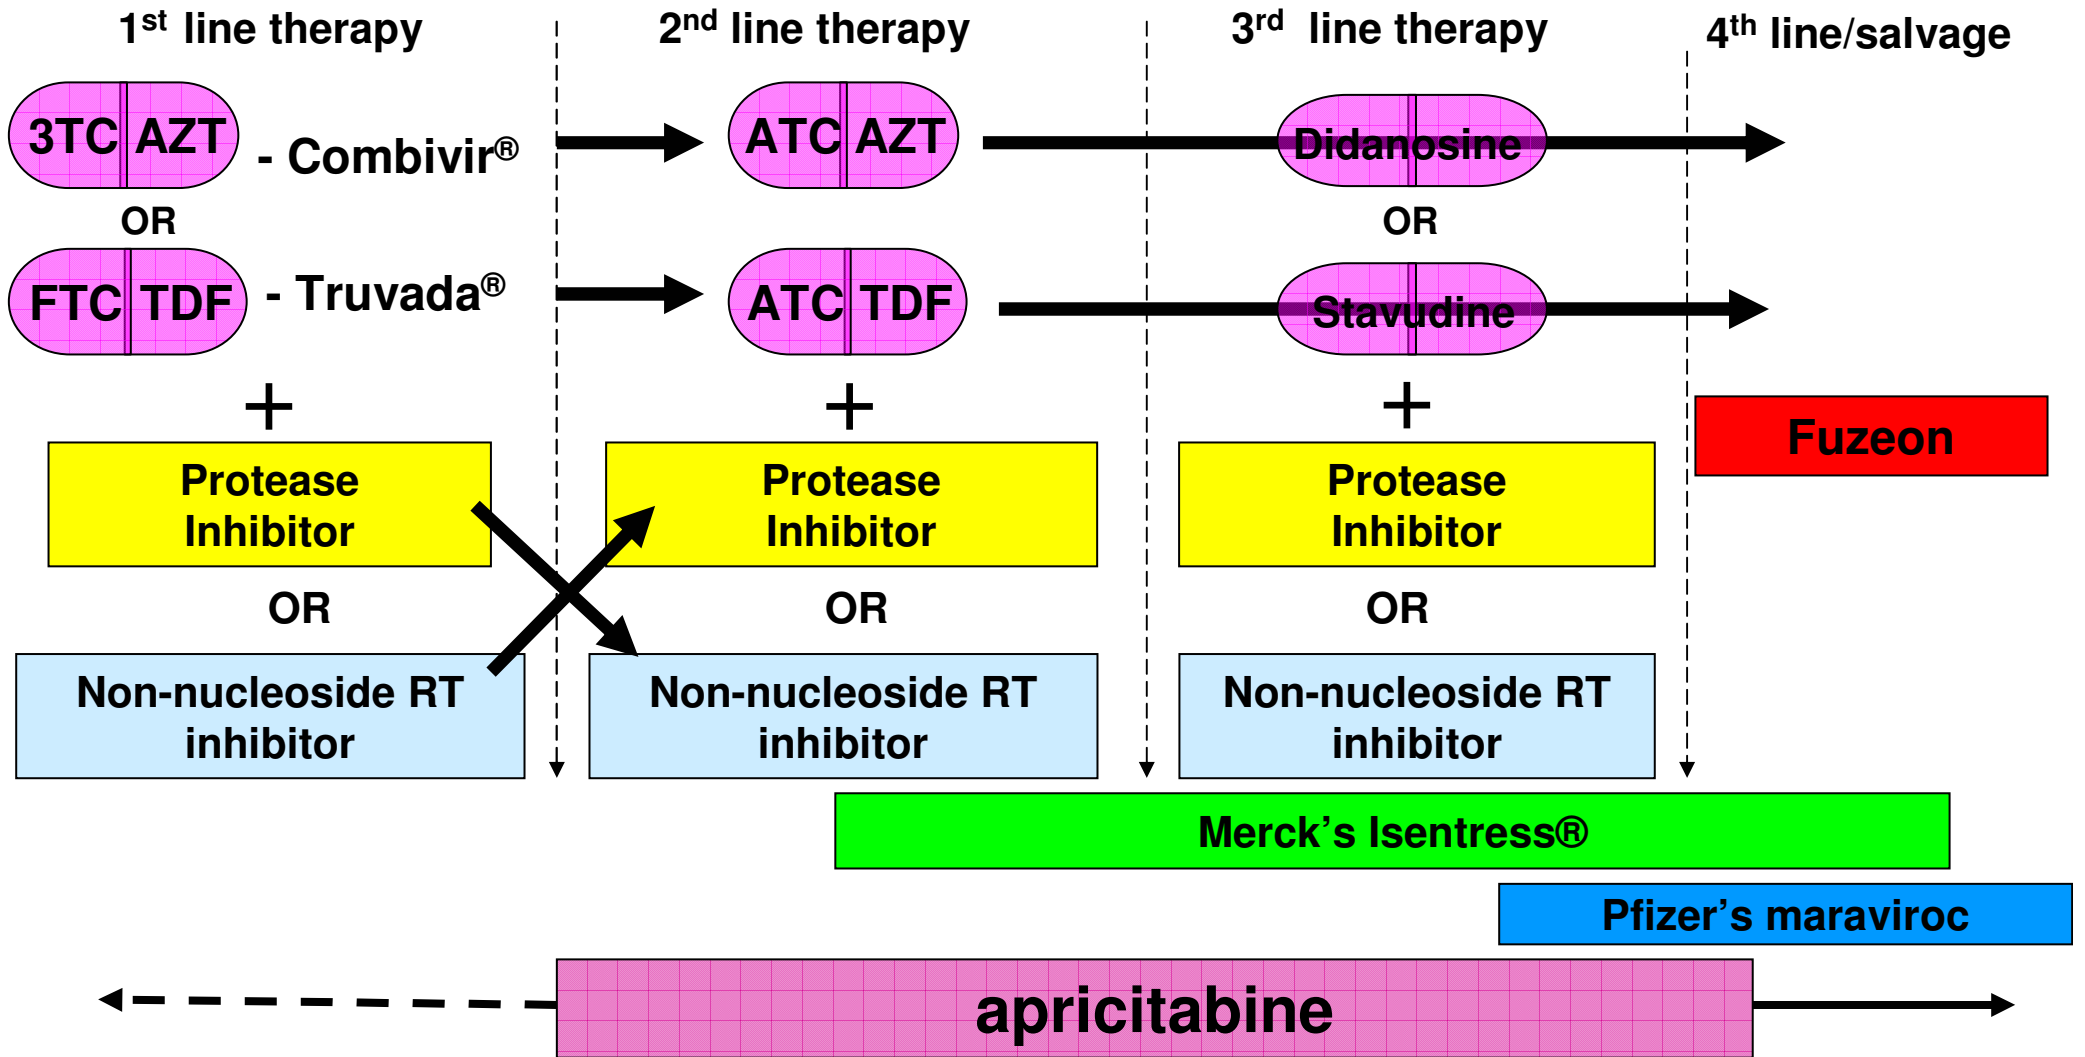 1st line therapy
2nd line therapy
3rd line therapy
4th line/salvage
3TC AZT
- Combivir®
ATC AZT
Didanosine
OR
OR
FTC TDF
- Truvada®
ATC TDF
Stavudine
+
+
+
Fuzeon
Protease
Inhibitor
Protease
Inhibitor
Protease
Inhibitor
OR
OR
OR
Non-nucleoside RT
inhibitor
Non-nucleoside RT
inhibitor
Non-nucleoside RT
inhibitor
Merck's Isentress®
Pfizer's maraviroc
apricitabine